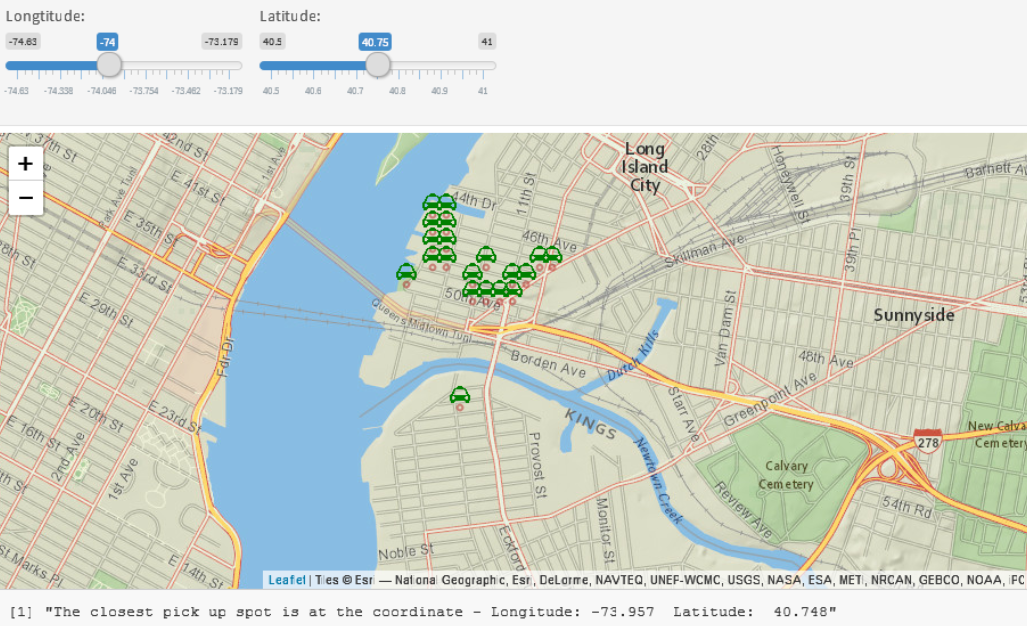 Longtitude: Latitude:
-74.63 -74 -73.179 40.5 40.75 41
-74.63 -74.338 -74.046 -73.754 -73.462 -73.179 40.5 40.6 40.7 40.8 40.9 41
+
−
37th St
42nd St
1st Ave
Park Ave Tunl
E 41st St
E 35th St
E 33rd St
E 29th St
Fdr Dr
E 20th St
E 23rd St
E 16th St
2nd Ave
1st Ave
St Marks Pl
E 14th St
Long
Island
City
28th
Honeywell St
39th St
Barnett Av
44th Dr
11th St
46th Ave
Skillman Ave
39th Pl
53rd
50th Ave
Queens Midtown Tunl
Sunnyside
Borden Ave
Dutch Kills
Van Dam St
48th Ave
Greenpoint Ave
Starr Ave
KINGS
Newtown Creek
Provost St
Monitor St
Calvary
Cemetery
278
New Calva
Cemetery
Review Ave
54th Rd
Noble St
Eckford
Leaflet | Tiles © Esri — National Geographic, Esri, DeLorme, NAVTEQ, UNEP-WCMC, USGS, NASA, ESA, METI, NRCAN, GEBCO, NOAA, iPC
[1] "The closest pick up spot is at the coordinate - Longitude: -73.957 Latitude: 40.748"